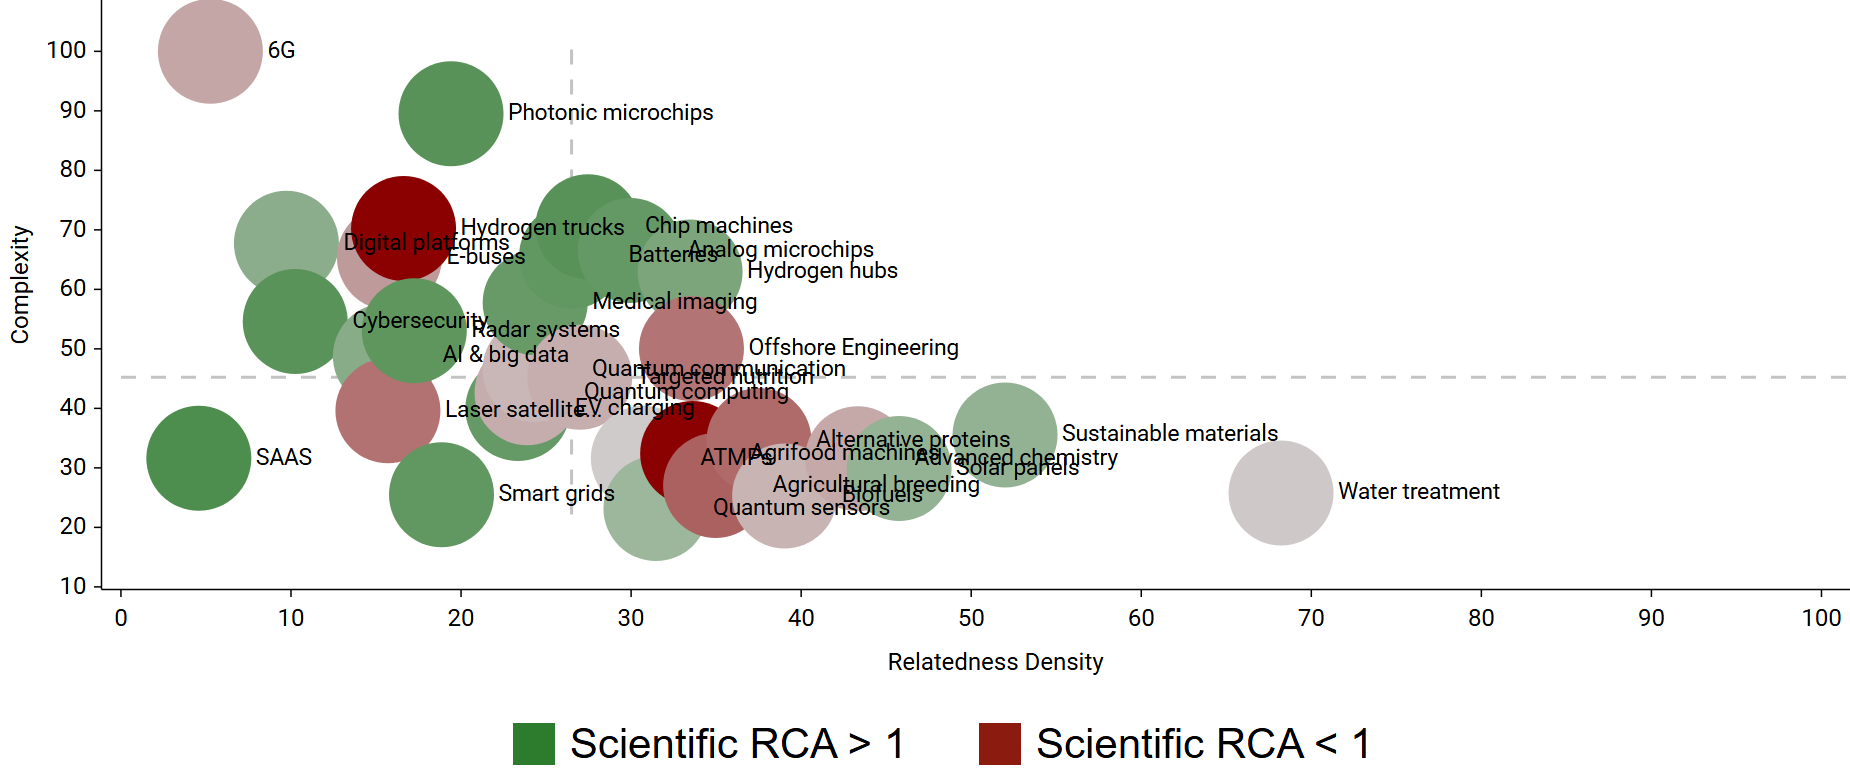 100
6G
90
Photonic microchips
80
70
Hydrogen trucks
Chip machines
Digital platforms
E-buses
Batteries
Analog microchips
Hydrogen hubs
60
Medical imaging
Cybersecurity
Radar systems
50
AI & big data
Offshore Engineering
Quantum communication
Targeted nutrition
Quantum computing
40
Laser satellite...
EV charging
Alternative proteins
Sustainable materials
30
SAAS
ATMPs
Agrifood machines
Advanced chemistry
Solar panels
Smart grids
Agricultural breeding
Biofuels
Water treatment
Quantum sensors
20
10
Complexity
0 10 20 30 40 50 60 70 80 90 100
Relatedness Density
Scientific RCA > 1
Scientific RCA < 1